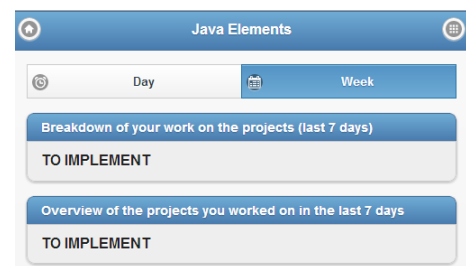 Java Elements
Day
Week
Breakdown of your work on the projects (last 7 days)
TO IMPLEMENT
Overview of the projects you worked on in the last 7 days
TO IMPLEMENT